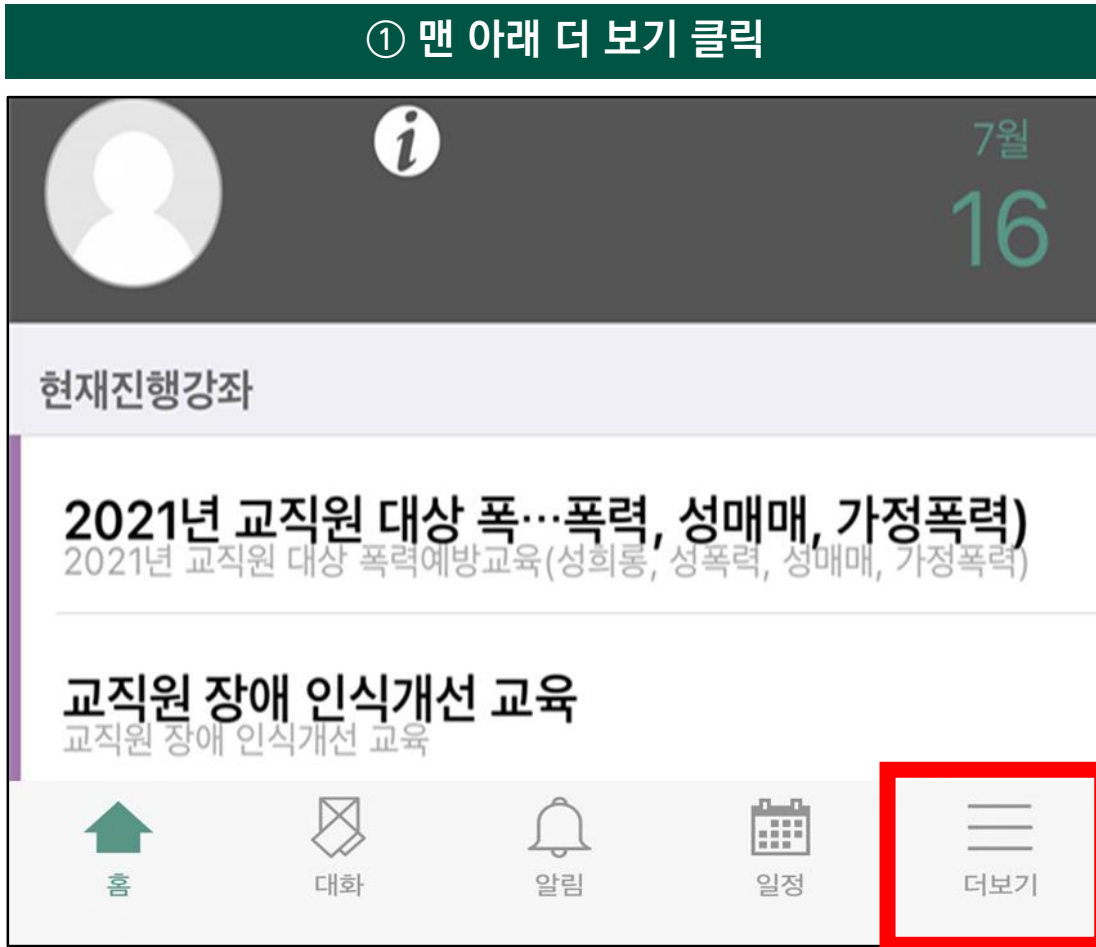 ① 맨 아래 더 보기 클릭
i
7월
16
현재진행강좌
2021년 교직원 대상 폭…폭력, 성매매, 가정폭력)
2021년 교직원 대상 폭력예방교육(성희롱, 성폭력, 성매매, 가정폭력)
교직원 장애 인식개선 교육
교직원 장애 인식개선 교육
홈 대화 알림 일정 더보기